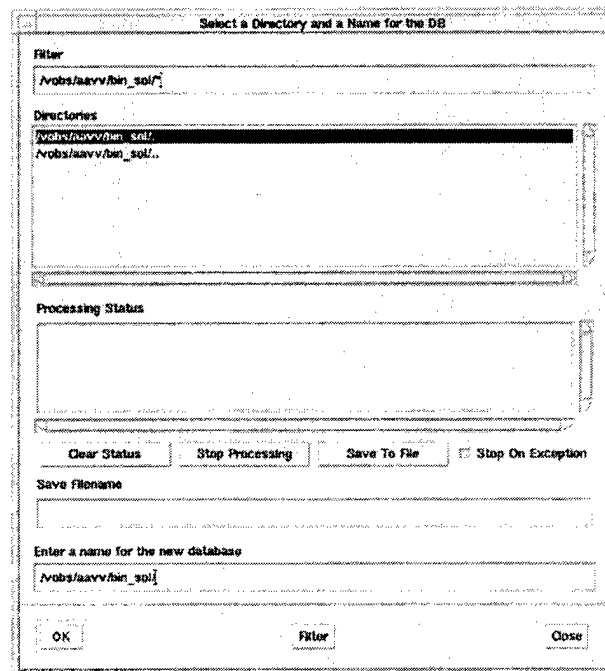 Select a Directory and a Name for the DB
Filter
/vobs/aavv/bin_sol/*
Directories
/vobs/aavv/bin_sol/.
/vobs/aavv/bin_sol/..
Processing Status
Clear Status Stop Processing Save To File Stop On Exception
Save Filename
Enter a name for the new database
/vobs/aavv/bin_sol/
OK Filter Close